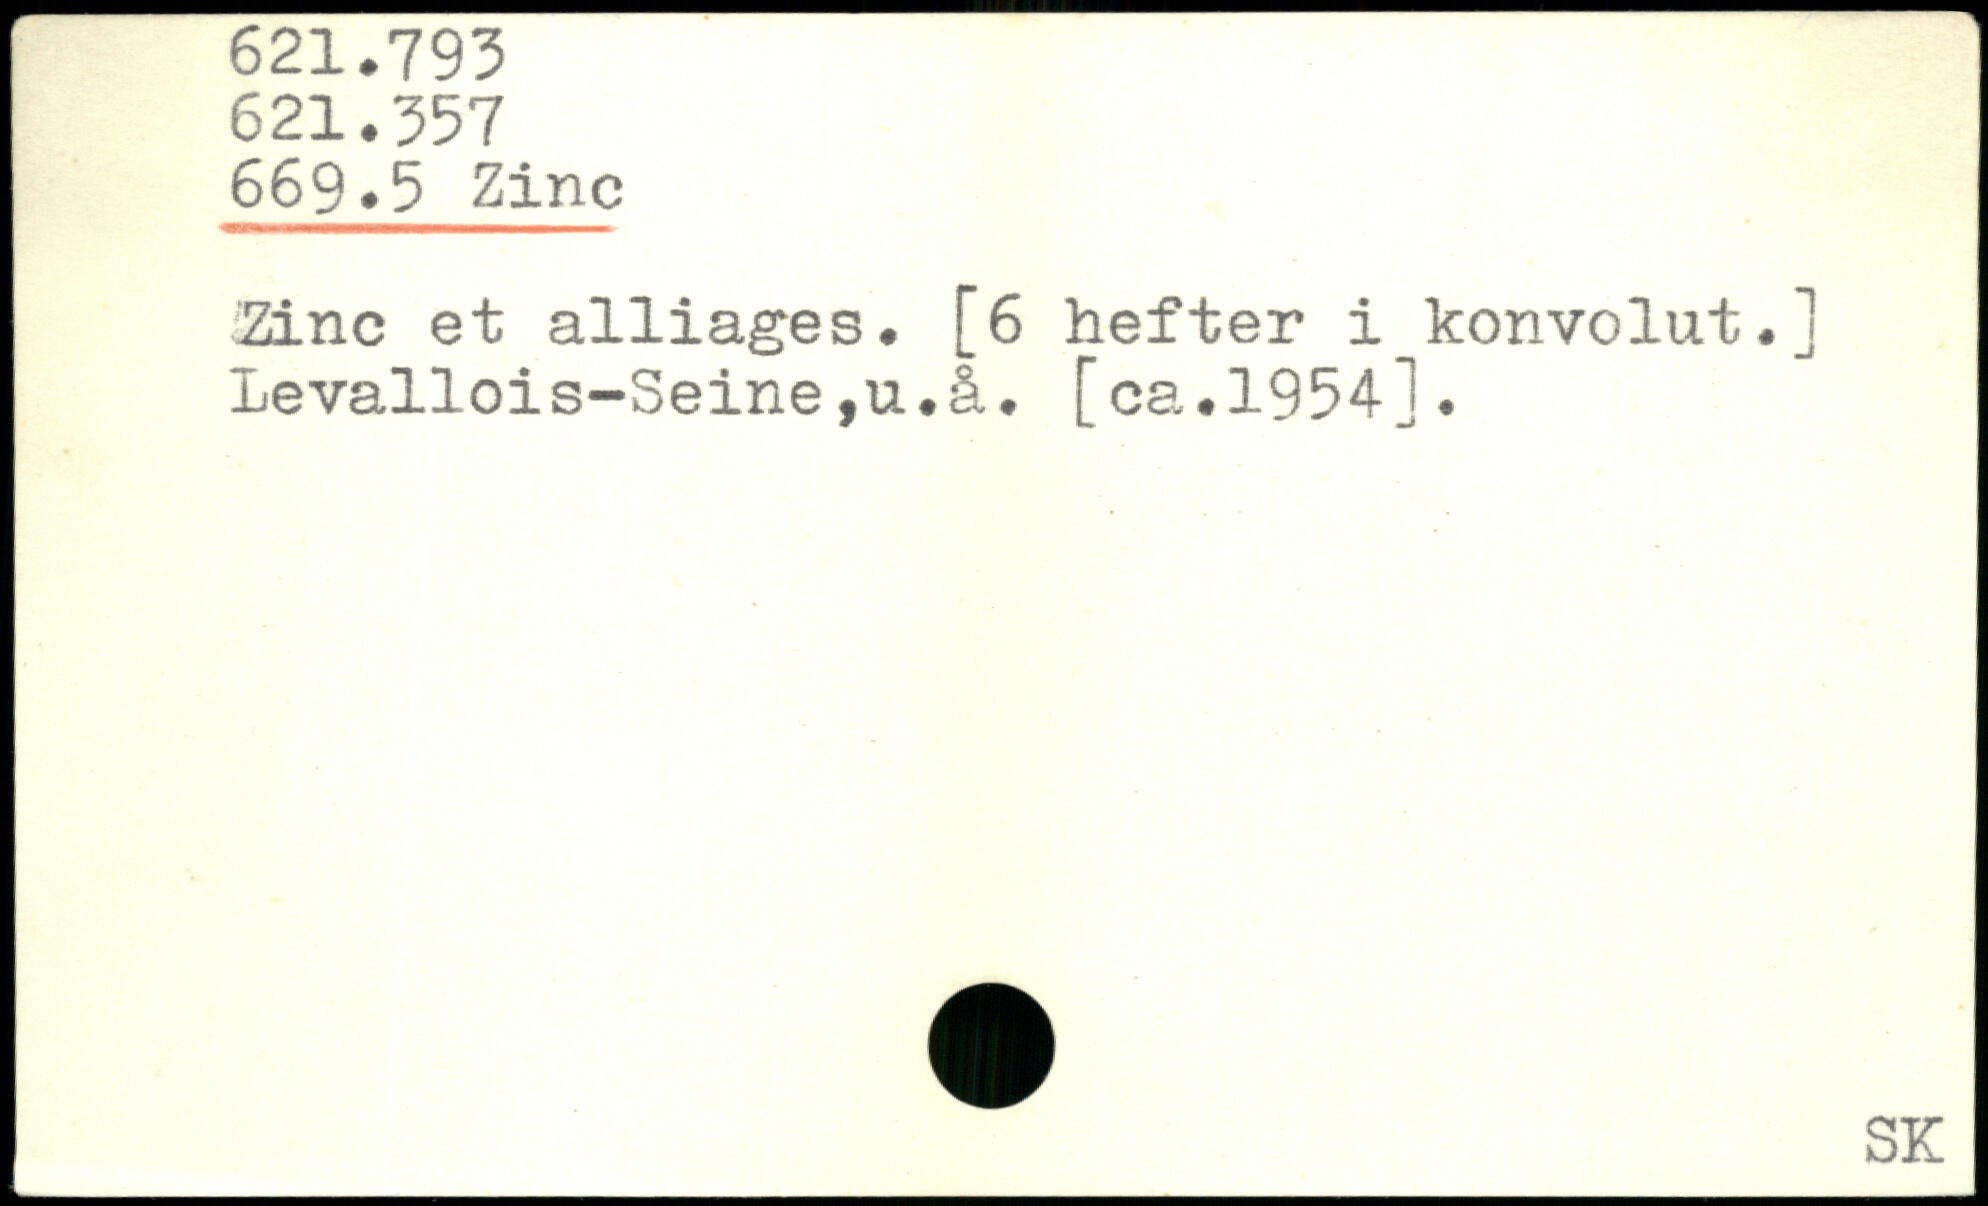 621.793
621.357
669.5 Zinc
Zinc et alliages. [6 hefter i konvolut.]
Levallois-Seine,u.å. [ca.1954].
SK